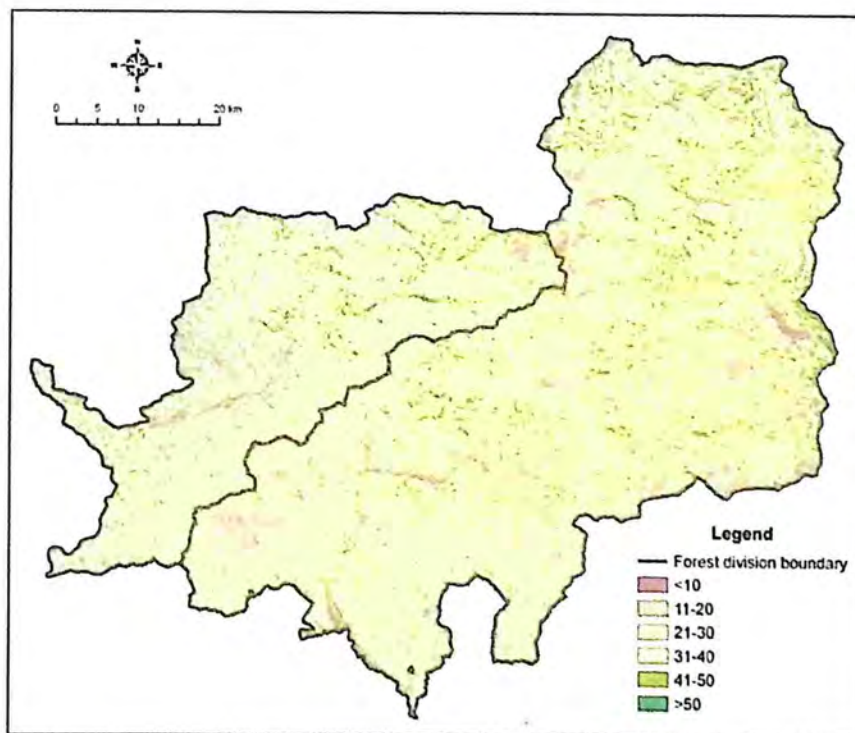 N
W E
S
0 5 10 20 km
Legend
Forest division boundary
<10
11-20
21-30
31-40
41-50
>50